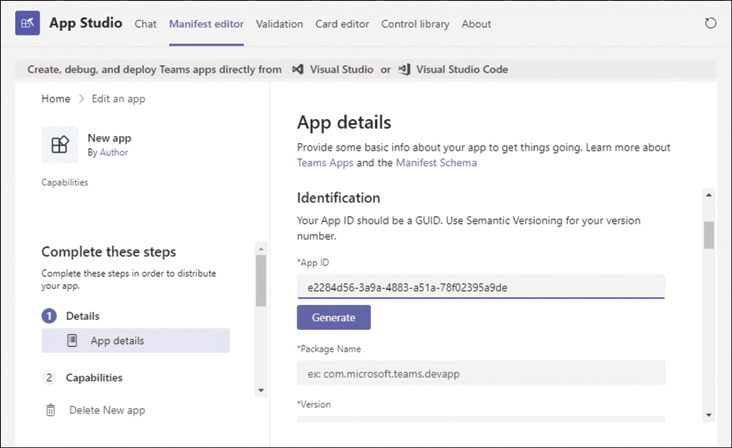 App Studio Chat Manifest editor Validation Card editor Control library About
Create, debug, and deploy Teams apps directly from Visual Studio or Visual Studio Code
Home > Edit an app
New app
By Author
Capabilities
Complete these steps
Complete these steps in order to distribute
your app.
1 Details
App details
2 Capabilities
Delete New app
App details
Provide some basic info about your app to get things going. Learn more about
Teams Apps and the Manifest Schema
Identification
Your App ID should be a GUID. Use Semantic Versioning for your version
number.
*App ID
e2284d56-3a9a-4883-a51a-78f02395a9de
Generate
*Package Name
ex: com.microsoft.teams.devapp
*Version